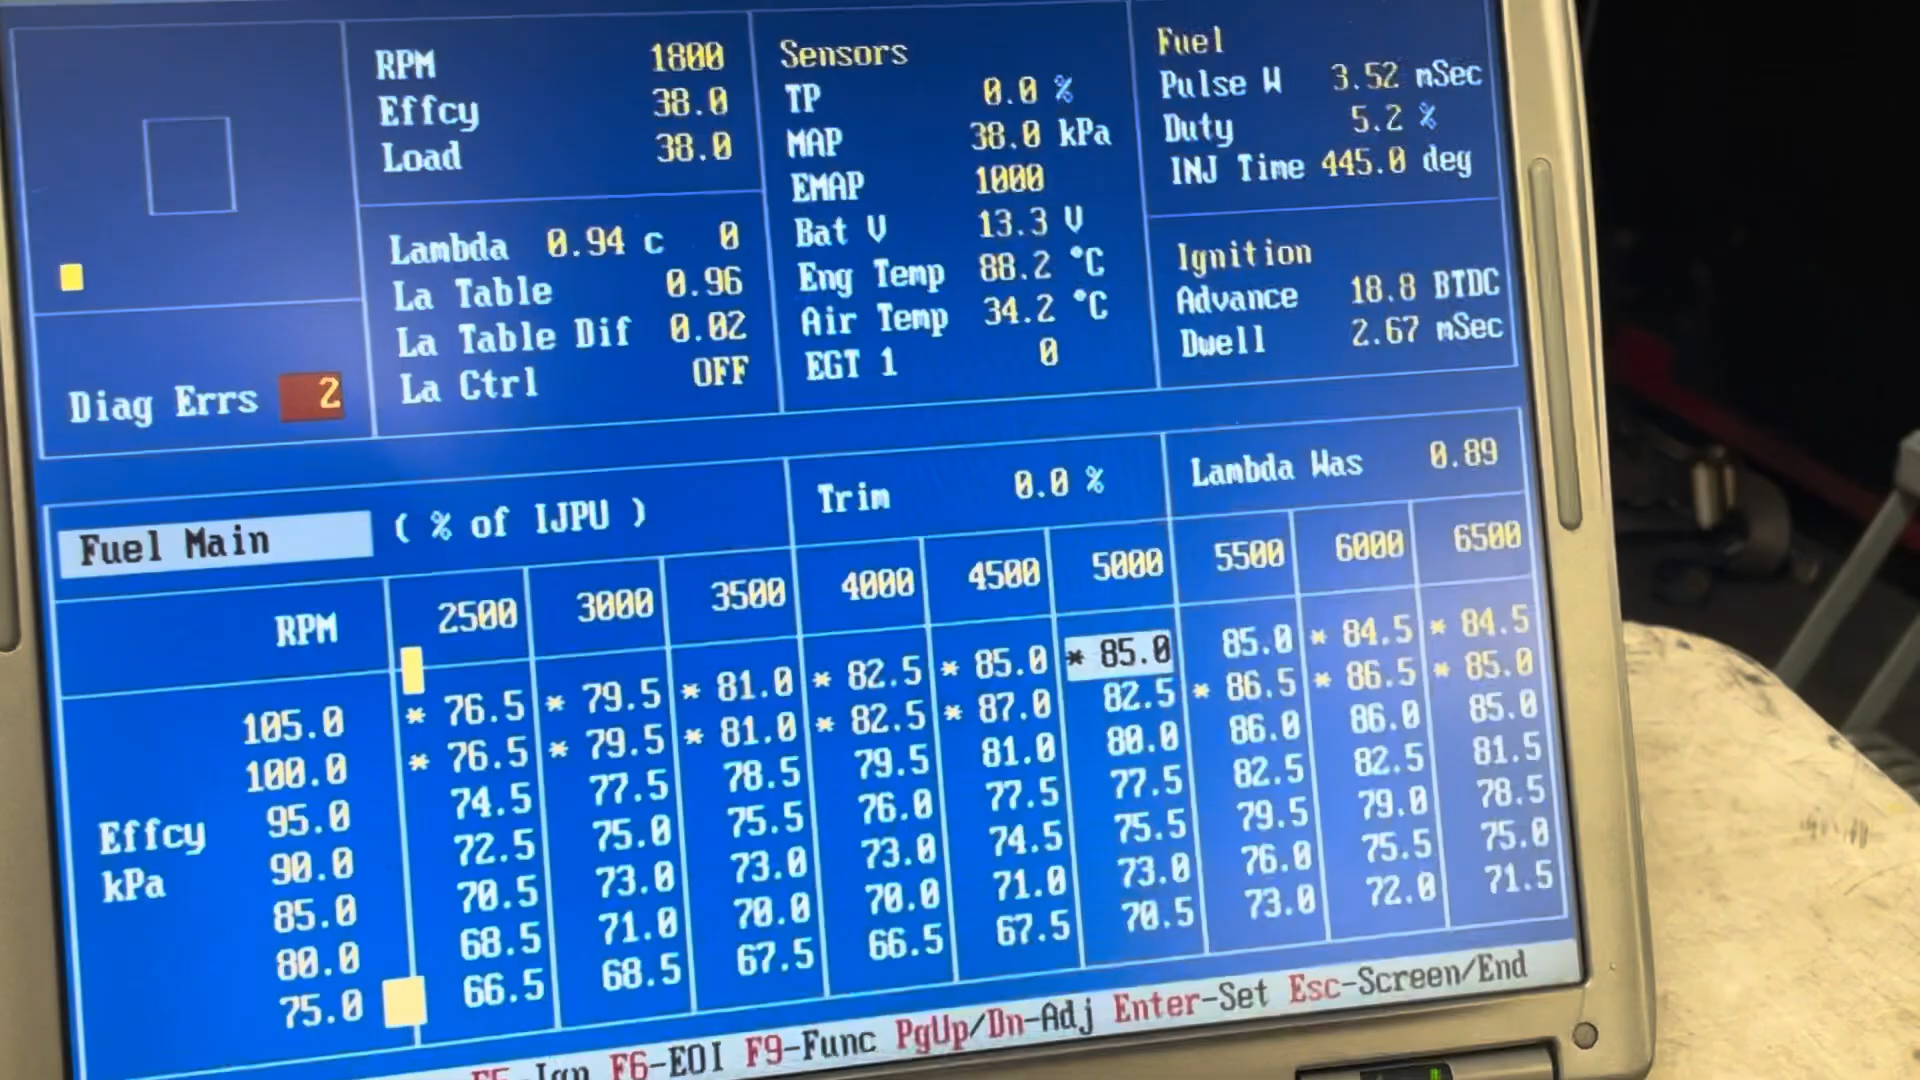 RPM 1800
Effcy 38.0
Load 38.0
Lambda 0.94 c 0
La Table 0.96
La Table Dif 0.02
La Ctrl OFF
Diag Errs 2
Sensors
TP 0.0 %
MAP 38.0 kPa
EMAP 1000
Bat V 13.3 V
Eng Temp 88.2 °C
Air Temp 34.2 °C
EGT 1 0
Fuel
Pulse W 3.52 mSec
Duty 5.2 %
INJ Time 445.0 deg
Ignition
Advance 18.8 BTDC
Dwell 2.67 mSec
Fuel Main ( % of IJPU ) Trim 0.0 % Lambda Was 0.89
RPM 2500 3000 3500 4000 4500 5000 5500 6000 6500
105.0 * 76.5 * 79.5 * 81.0 * 82.5 * 85.0 * 85.0 85.0 * 84.5 * 84.5
100.0 * 76.5 * 79.5 * 81.0 * 82.5 * 87.0 82.5 * 86.5 * 86.5 * 85.0
95.0 74.5 77.5 78.5 79.5 81.0 80.0 86.0 86.0 85.0
Effcy 90.0 72.5 75.0 75.5 76.0 77.5 77.5 82.5 82.5 81.5
kPa 85.0 70.5 73.0 73.0 73.0 74.5 75.5 79.5 79.0 78.5
80.0 68.5 71.0 70.0 70.0 71.0 73.0 76.0 75.5 75.0
75.0 66.5 68.5 67.5 66.5 67.5 70.5 73.0 72.0 71.5
F5-Ign F6-EOI F9-Func PgUp/Dn-Adj Enter-Set Esc-Screen/End